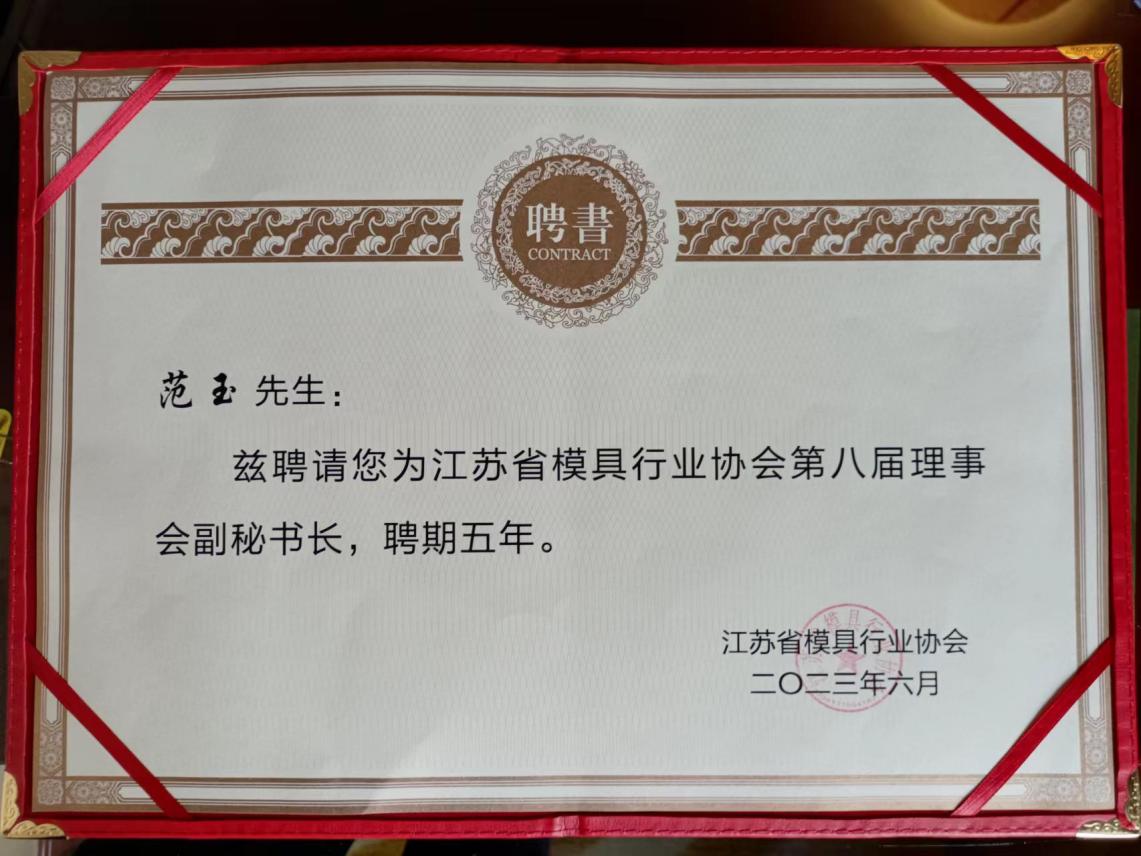 聘書
CONTRACT
范玉 先生：
兹聘请您为江苏省模具行业协会第八届理事
会副秘书长，聘期五年。
江苏省模具行业协会
二〇二三年六月